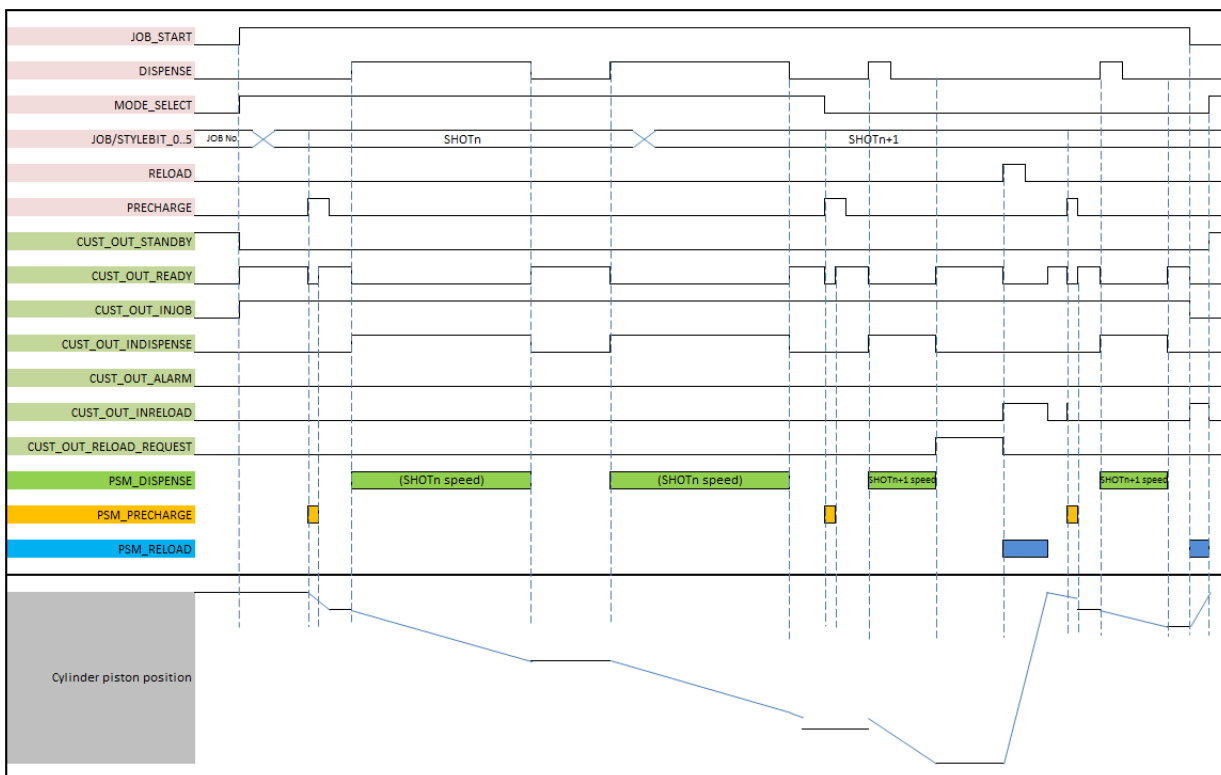 JOB_START
DISPENSE
MODE_SELECT
JOB/STYLEBIT_0..5 JOB No SHOTn SHOTn+1
RELOAD
PRECHARGE
CUST_OUT_STANDBY
CUST_OUT_READY
CUST_OUT_INJOB
CUST_OUT_INDISPENSE
CUST_OUT_ALARM
CUST_OUT_INRELOAD
CUST_OUT_RELOAD_REQUEST
PSM_DISPENSE (SHOTn speed) (SHOTn speed) SHOTn+1 speed SHOTn+1 speed
PSM_PRECHARGE
PSM_RELOAD
Cylinder piston position